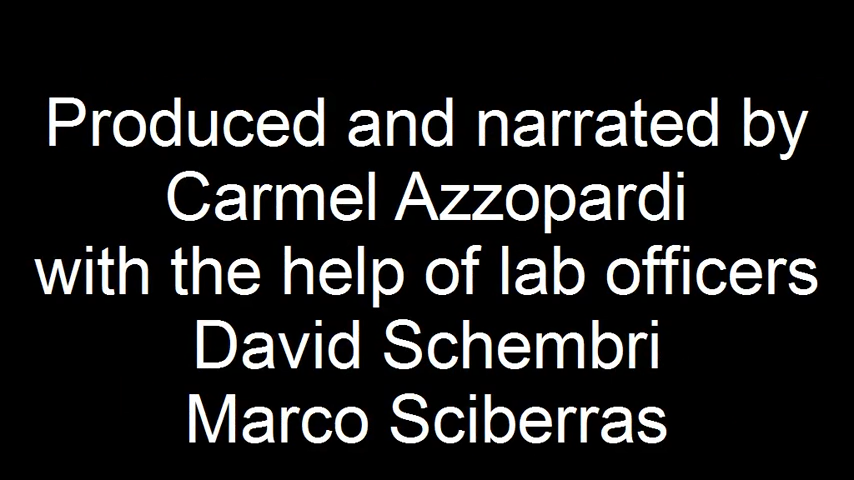 Produced and narrated by
Carmel Azzopardi
with the help of lab officers
David Schembri
Marco Sciberras